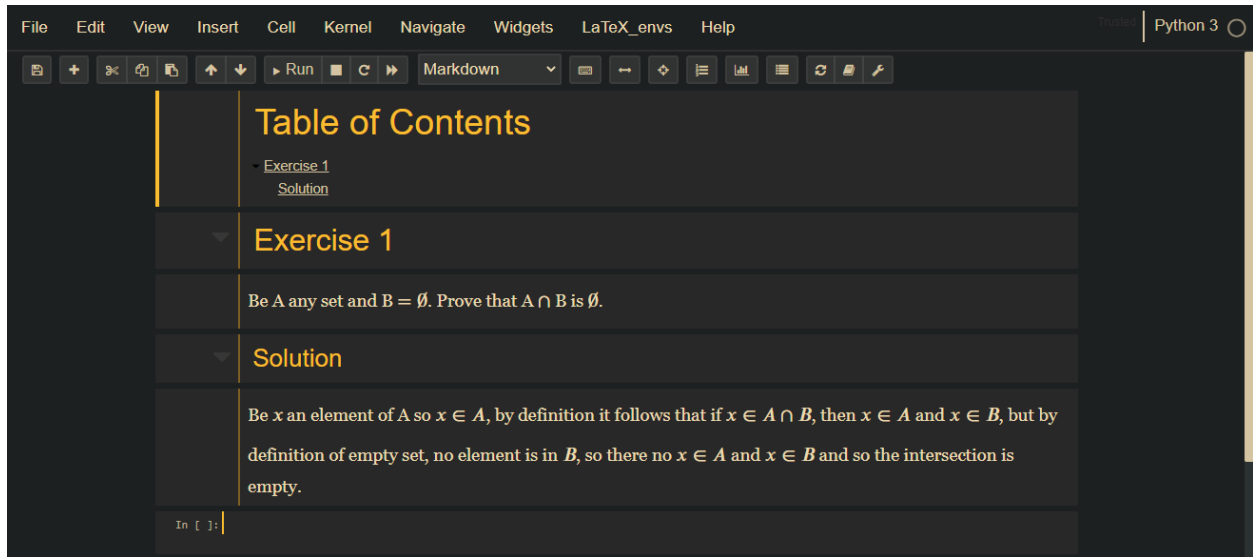 File Edit View Insert Cell Kernel Navigate Widgets LaTeX_envs Help Trusted Python 3
Run Markdown
Table of Contents
Exercise 1
Solution
Exercise 1
Be A any set and B = ∅. Prove that A ∩ B is ∅.
Solution
Be x an element of A so x ∈ A, by definition it follows that if x ∈ A ∩ B, then x ∈ A and x ∈ B, but by
definition of empty set, no element is in B, so there no x ∈ A and x ∈ B and so the intersection is
empty.
In [ ]: